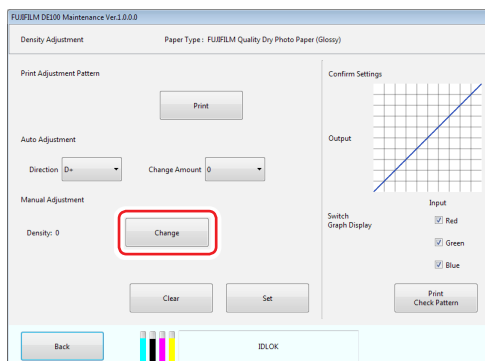 FUJIFILM DE100 Maintenance Ver.1.0.0.0
Density Adjustment
Paper Type : FUJIFILM Quality Dry Photo Paper (Glossy)
Print Adjustment Pattern
Print
Auto Adjustment
Direction D+ Change Amount 0
Manual Adjustment
Density: 0 Change
Clear Set
Confirm Settings
Output
Input
Switch
Graph Display
Red
Green
Blue
Print
Check Pattern
Back
IDLOK